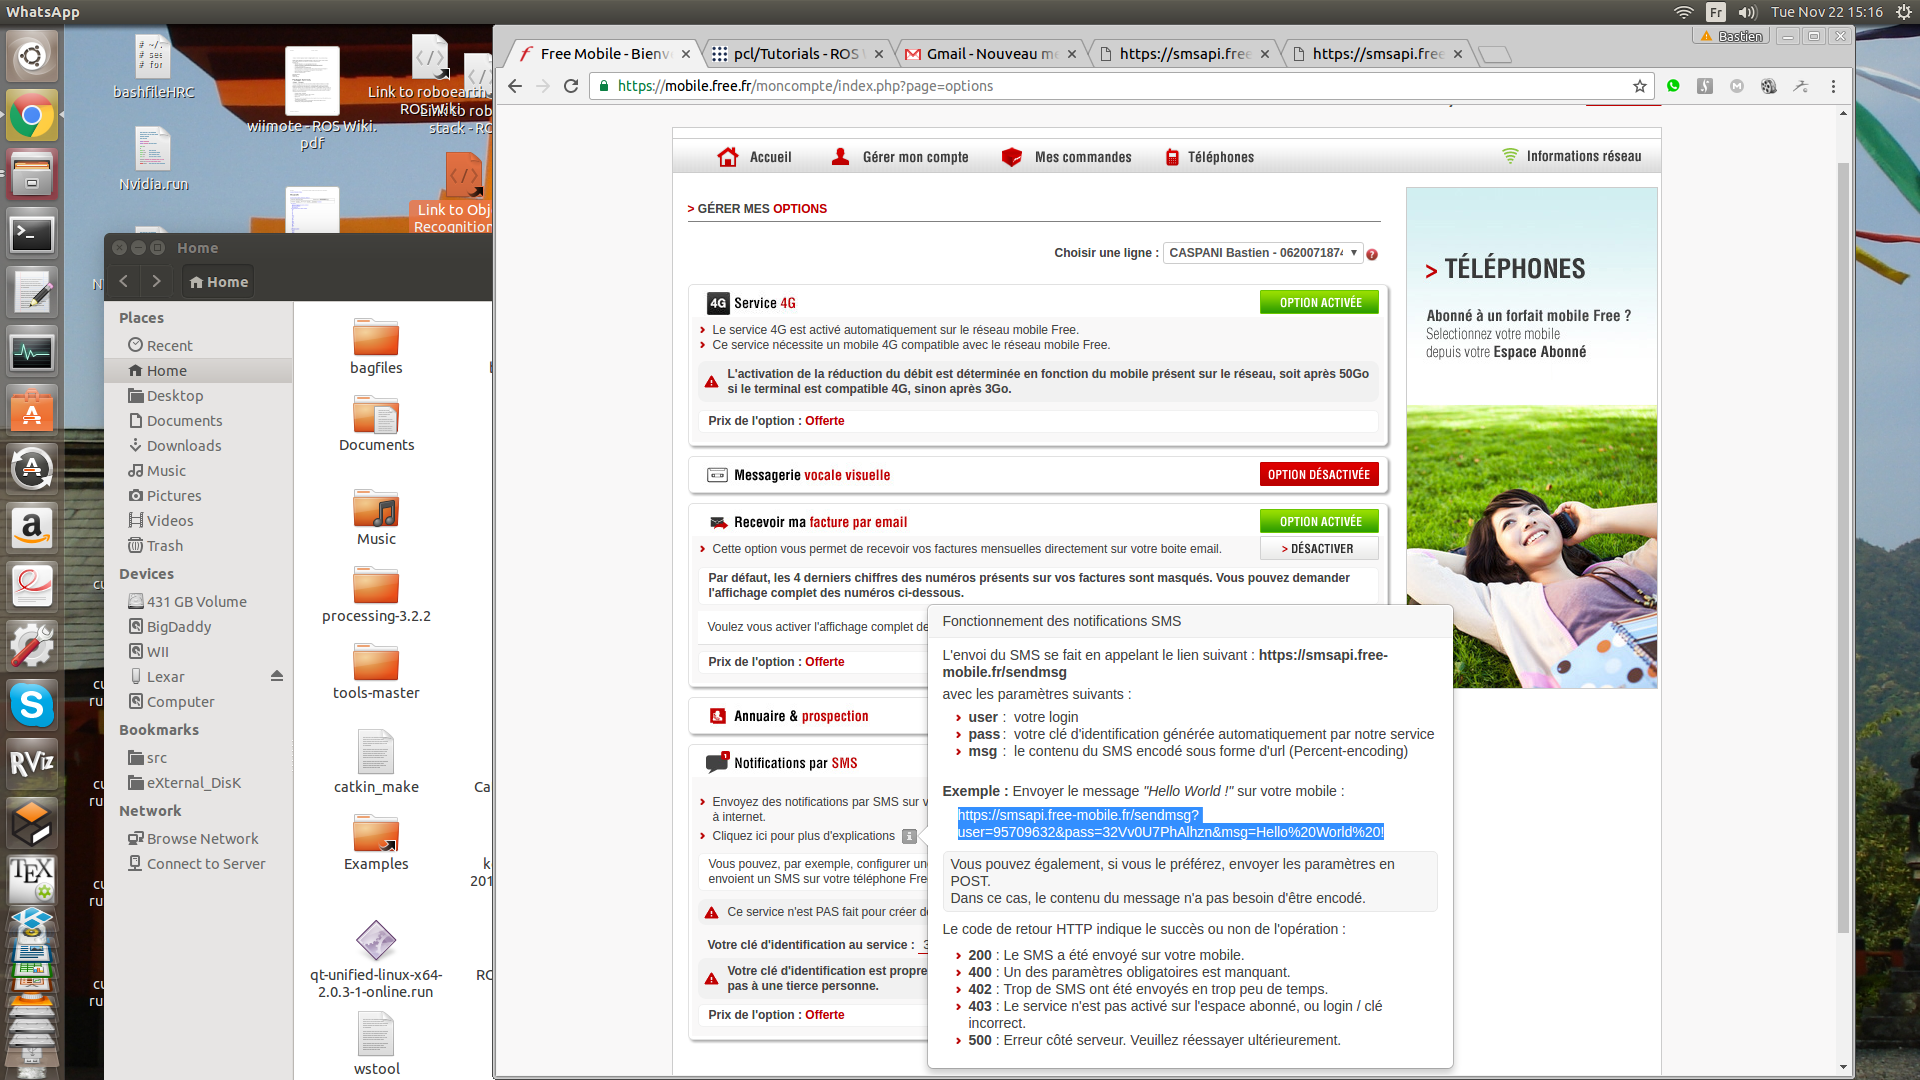 WhatsApp
Fr
Tue Nov 22 15:16
Bastien
Free Mobile - Bienv
pcl/Tutorials - ROS
Gmail - Nouveau me
https://smsapi.free
https://smsapi.free
https://mobile.free.fr/moncompte/index.php?page=options
bashfileHRC
Nvidia.run
wiimote - ROS Wiki.
pdf
Link to roboearth -
ROS Wiki
Link to rob
stack - RO
Link to Obj
Recognition
Home
Home
Places
Recent
Home
Desktop
Documents
Downloads
Music
Pictures
Videos
Trash
Devices
431 GB Volume
BigDaddy
WII
Lexar
Computer
Bookmarks
src
eXternal_DisK
Network
Browse Network
Connect to Server
bagfiles
Documents
Music
processing-3.2.2
tools-master
catkin_make
Examples
qt-unified-linux-x64-
2.0.3-1-online.run
wstool
RViz
TEX
Accueil
Gérer mon compte
Mes commandes
Téléphones
Informations réseau
> GÉRER MES OPTIONS
Choisir une ligne :
CASPANI Bastien - 062007187
4G Service 4G
OPTION ACTIVÉE
Le service 4G est activé automatiquement sur le réseau mobile Free.
Ce service nécessite un mobile 4G compatible avec le réseau mobile Free.
L'activation de la réduction du débit est déterminée en fonction du mobile présent sur le réseau, soit après 50Go
si le terminal est compatible 4G, sinon après 3Go.
Prix de l'option : Offerte
Messagerie vocale visuelle
OPTION DÉSACTIVÉE
Recevoir ma facture par email
OPTION ACTIVÉE
Cette option vous permet de recevoir vos factures mensuelles directement sur votre boite email.
> DÉSACTIVER
Par défaut, les 4 derniers chiffres des numéros présents sur vos factures sont masqués. Vous pouvez demander
l'affichage complet des numéros ci-dessous.
Voulez vous activer l'affichage complet de
Prix de l'option : Offerte
Annuaire & prospection
Notifications par SMS
Envoyez des notifications par SMS sur v
à internet.
Cliquez ici pour plus d'explications
Vous pouvez, par exemple, configurer un
envoient un SMS sur votre téléphone Fre
Ce service n'est PAS fait pour créer d
Votre clé d'identification au service : 3
Votre clé d'identification est propre
pas à une tierce personne.
Prix de l'option : Offerte
Fonctionnement des notifications SMS
L'envoi du SMS se fait en appelant le lien suivant : https://smsapi.free-
mobile.fr/sendmsg
avec les paramètres suivants :
user : votre login
pass : votre clé d'identification générée automatiquement par notre service
msg : le contenu du SMS encodé sous forme d'url (Percent-encoding)
Exemple : Envoyer le message "Hello World !" sur votre mobile :
https://smsapi.free-mobile.fr/sendmsg?
user=95709632&pass=32Vv0U7PhAlhzn&msg=Hello%20World%20!
Vous pouvez également, si vous le préférez, envoyer les paramètres en
POST.
Dans ce cas, le contenu du message n'a pas besoin d'être encodé.
Le code de retour HTTP indique le succès ou non de l'opération :
200 : Le SMS a été envoyé sur votre mobile.
400 : Un des paramètres obligatoires est manquant.
402 : Trop de SMS ont été envoyés en trop peu de temps.
403 : Le service n'est pas activé sur l'espace abonné, ou login / clé
incorrect.
500 : Erreur côté serveur. Veuillez réessayer ultérieurement.
> TÉLÉPHONES
Abonné à un forfait mobile Free ?
Selectionnez votre mobile
depuis votre Espace Abonné